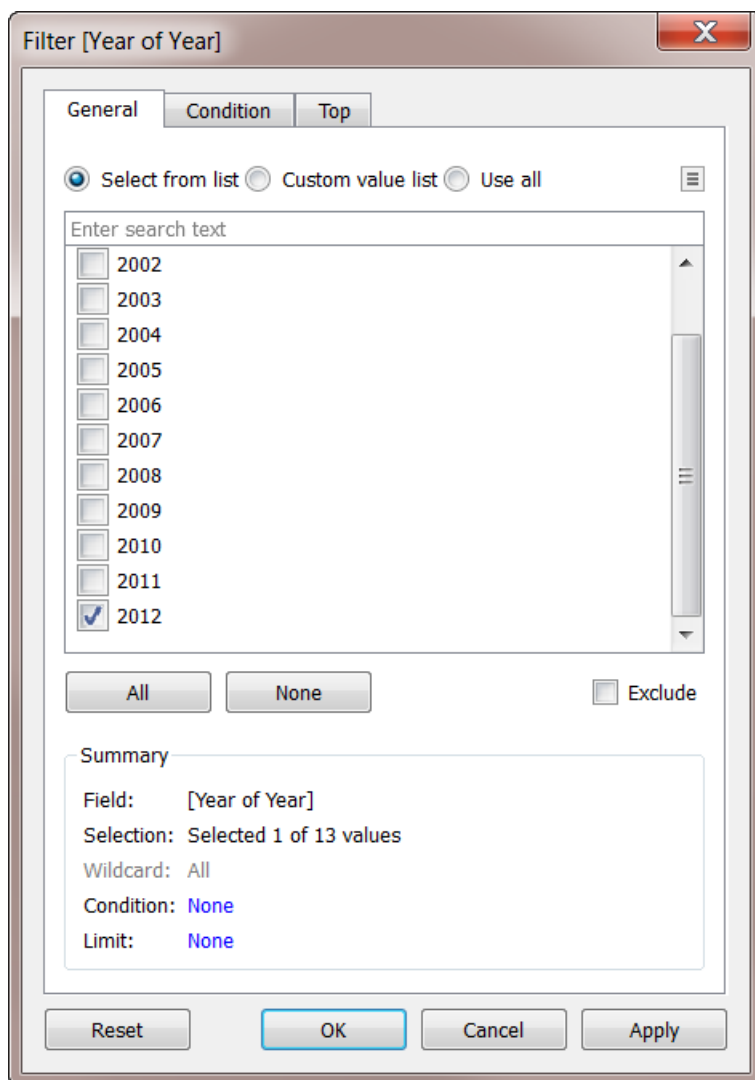 Filter [Year of Year]
General Condition Top
Select from list Custom value list Use all
Enter search text
2002
2003
2004
2005
2006
2007
2008
2009
2010
2011
2012
All None Exclude
Summary
Field: [Year of Year]
Selection: Selected 1 of 13 values
Wildcard: All
Condition: None
Limit: None
Reset OK Cancel Apply